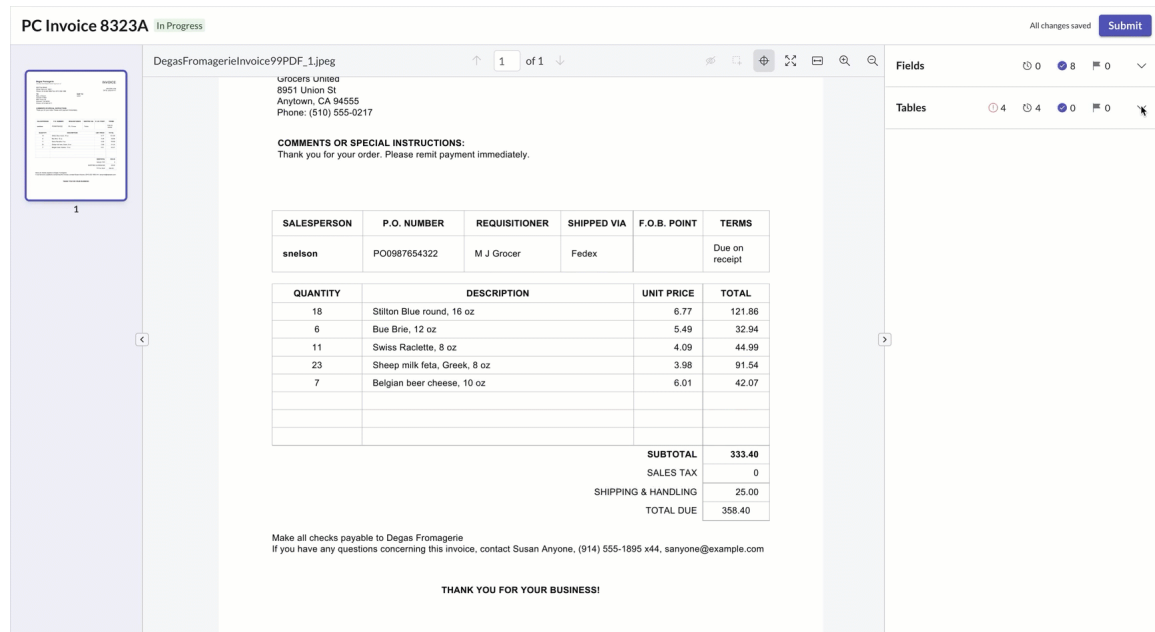 PC Invoice 8323A In Progress
All changes saved Submit
DegasFromagerieInvoice99PDF_1.jpeg
1 of 1
Fields 0 8 0
Tables 4 4 0 0
1
Grocers United
8951 Union St
Anytown, CA 94555
Phone: (510) 555-0217
COMMENTS OR SPECIAL INSTRUCTIONS:
Thank you for your order. Please remit payment immediately.
SALESPERSON P.O. NUMBER REQUISITIONER SHIPPED VIA F.O.B. POINT TERMS
snelson PO0987654322 M J Grocer Fedex Due on
receipt
QUANTITY DESCRIPTION UNIT PRICE TOTAL
18 Stilton Blue round, 16 oz 6.77 121.86
6 Bue Brie, 12 oz 5.49 32.94
11 Swiss Raclette, 8 oz 4.09 44.99
23 Sheep milk feta, Greek, 8 oz 3.98 91.54
7 Belgian beer cheese, 10 oz 6.01 42.07
SUBTOTAL 333.40
SALES TAX 0
SHIPPING & HANDLING 25.00
TOTAL DUE 358.40
Make all checks payable to Degas Fromagerie
If you have any questions concerning this invoice, contact Susan Anyone, (914) 555-1895 x44, sanyone@example.com
THANK YOU FOR YOUR BUSINESS!